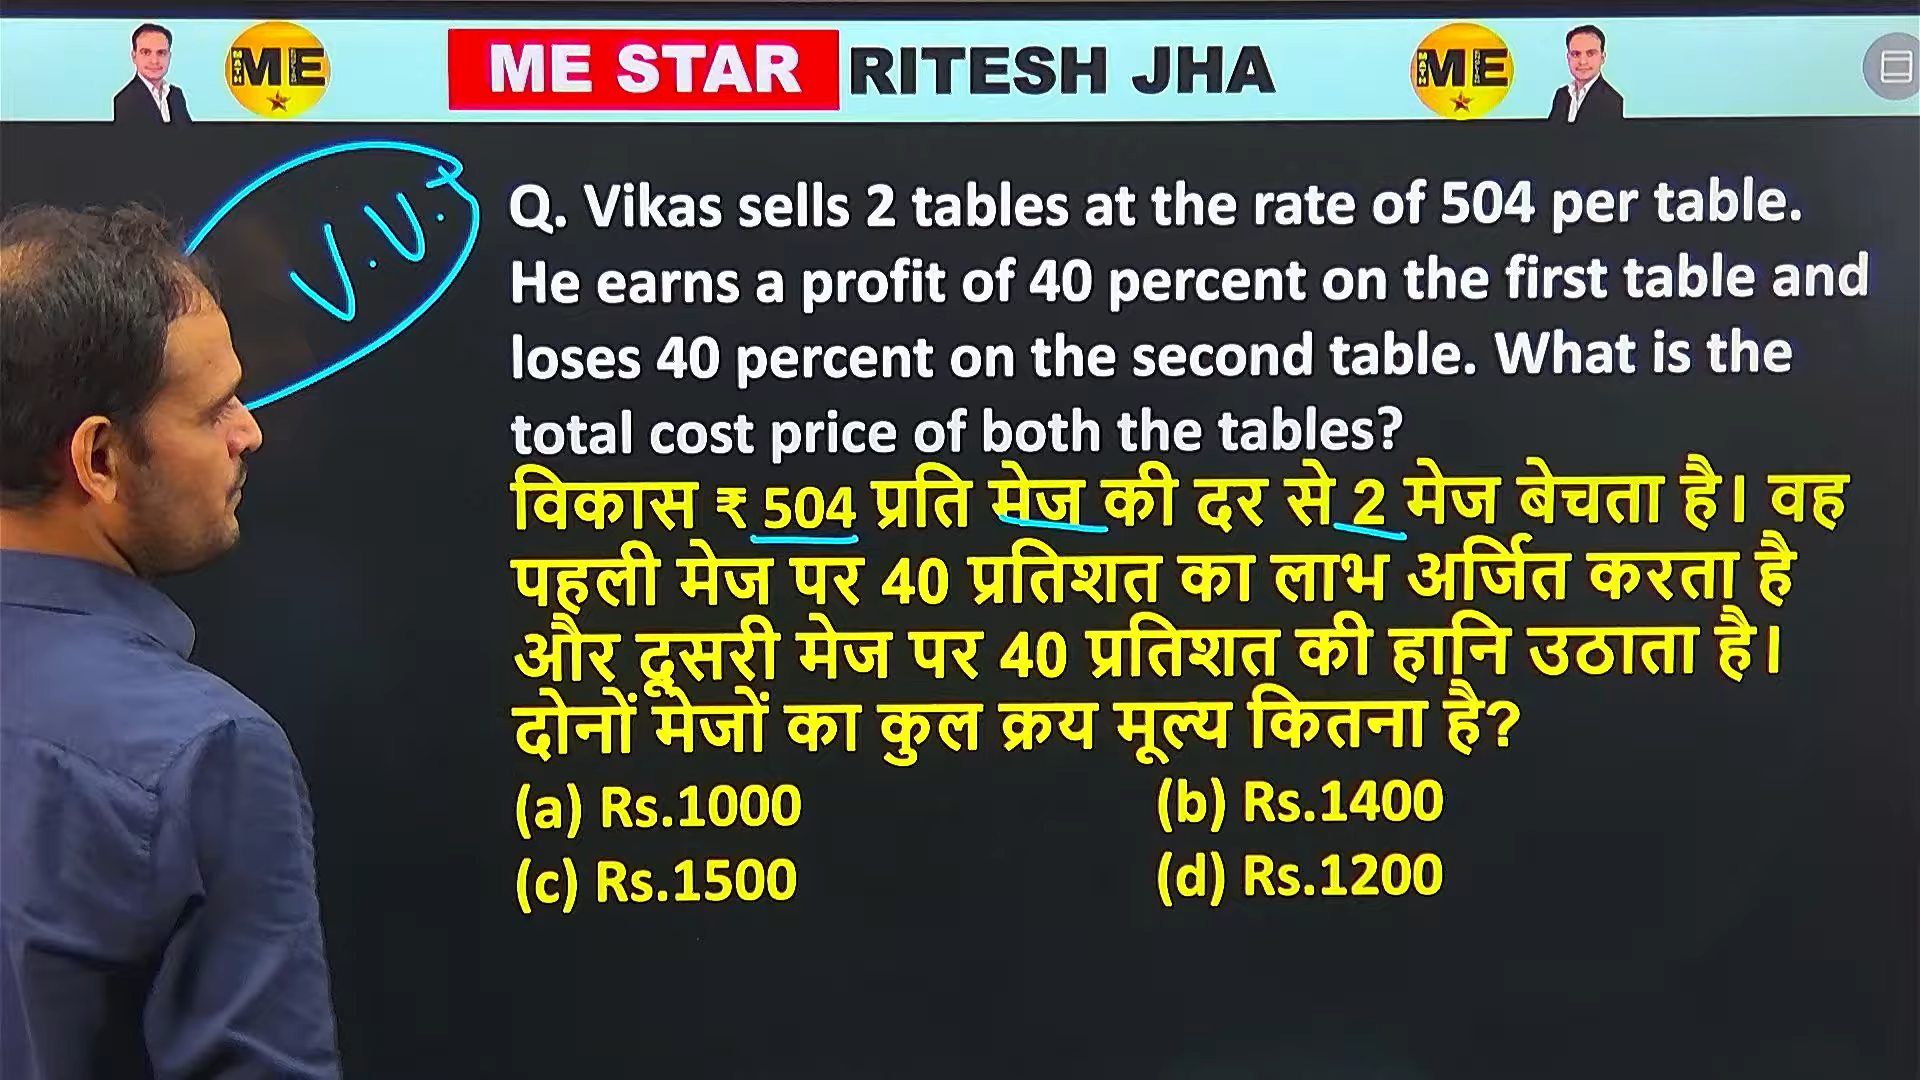 ME
ME STAR RITESH JHA
ME
V.V.I
Q. Vikas sells 2 tables at the rate of 504 per table.
He earns a profit of 40 percent on the first table and
loses 40 percent on the second table. What is the
total cost price of both the tables?
विकास ₹ 504 प्रति मेज की दर से 2 मेज बेचता है। वह
पहली मेज पर 40 प्रतिशत का लाभ अर्जित करता है
और दूसरी मेज पर 40 प्रतिशत की हानि उठाता है।
दोनों मेजों का कुल क्रय मूल्य कितना है?
(a) Rs.1000 (b) Rs.1400
(c) Rs.1500 (d) Rs.1200